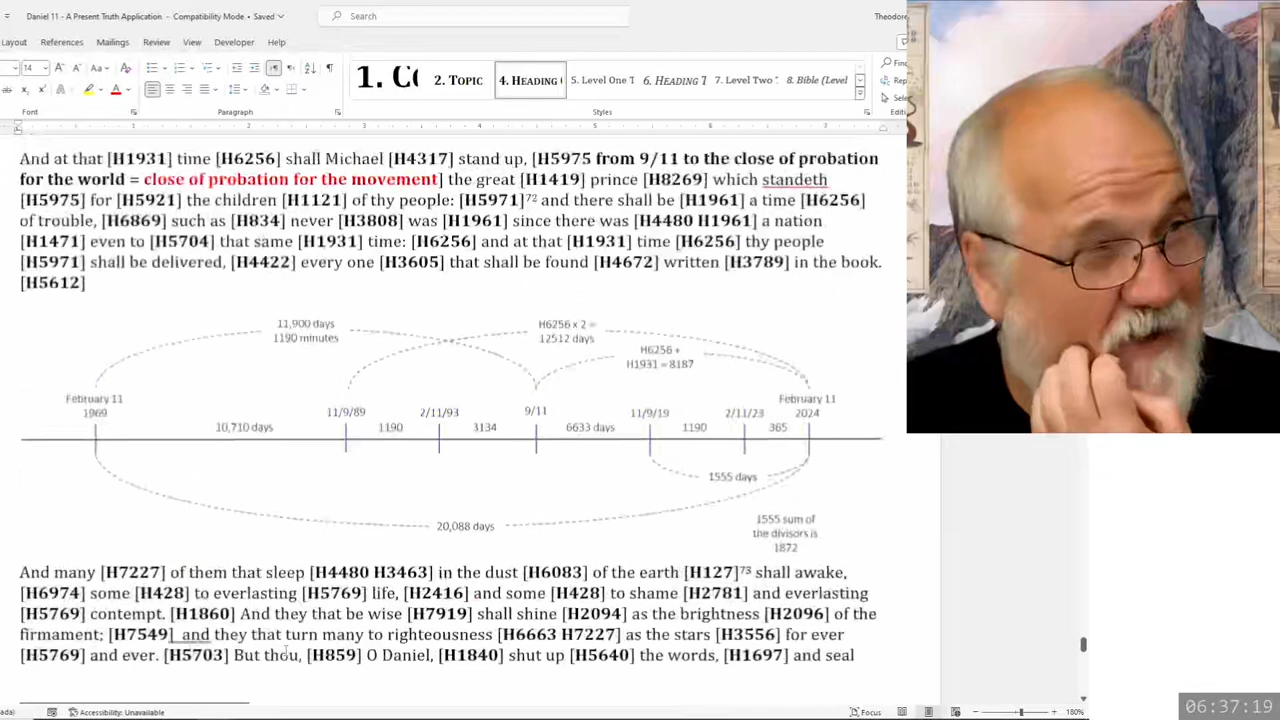 Daniel 11 - A Present Truth Application - Compatibility Mode • Saved
Search
Theodore
Layout References Mailings Review View Developer Help
14
1. Co 2. Topic 4. Heading 5. Level One T 6. Heading T 7. Level Two 8. Bible (Level
Font Paragraph Styles
And at that [H1931] time [H6256] shall Michael [H4317] stand up, [H5975 from 9/11 to the close of probation
for the world = close of probation for the movement] the great [H1419] prince [H8269] which standeth
[H5975] for [H5921] the children [H1121] of thy people: [H5971]72 and there shall be [H1961] a time [H6256]
of trouble, [H6869] such as [H834] never [H3808] was [H1961] since there was [H4480 H1961] a nation
[H1471] even to [H5704] that same [H1931] time: [H6256] and at that [H1931] time [H6256] thy people
[H5971] shall be delivered, [H4422] every one [H3605] that shall be found [H4672] written [H3789] in the book.
[H5612]
11,900 days
1190 minutes
H6256 x 2 =
12512 days
H6256 +
H1931 = 8187
February 11
1969
11/9/89
2/11/93
9/11
11/9/19
2/11/23
February 11
2024
10,710 days
1190
3134
6633 days
1190
365
1555 days
20,088 days
1555 sum of
the divisors is
1872
And many [H7227] of them that sleep [H4480 H3463] in the dust [H6083] of the earth [H127]73 shall awake,
[H6974] some [H428] to everlasting [H5769] life, [H2416] and some [H428] to shame [H2781] and everlasting
[H5769] contempt. [H1860] And they that be wise [H7919] shall shine [H2094] as the brightness [H2096] of the
firmament; [H7549] and they that turn many to righteousness [H6663 H7227] as the stars [H3556] for ever
[H5769] and ever. [H5703] But thou, [H859] O Daniel, [H1840] shut up [H5640] the words, [H1697] and seal
ada) Accessibility: Unavailable Focus 180%
06:37:19